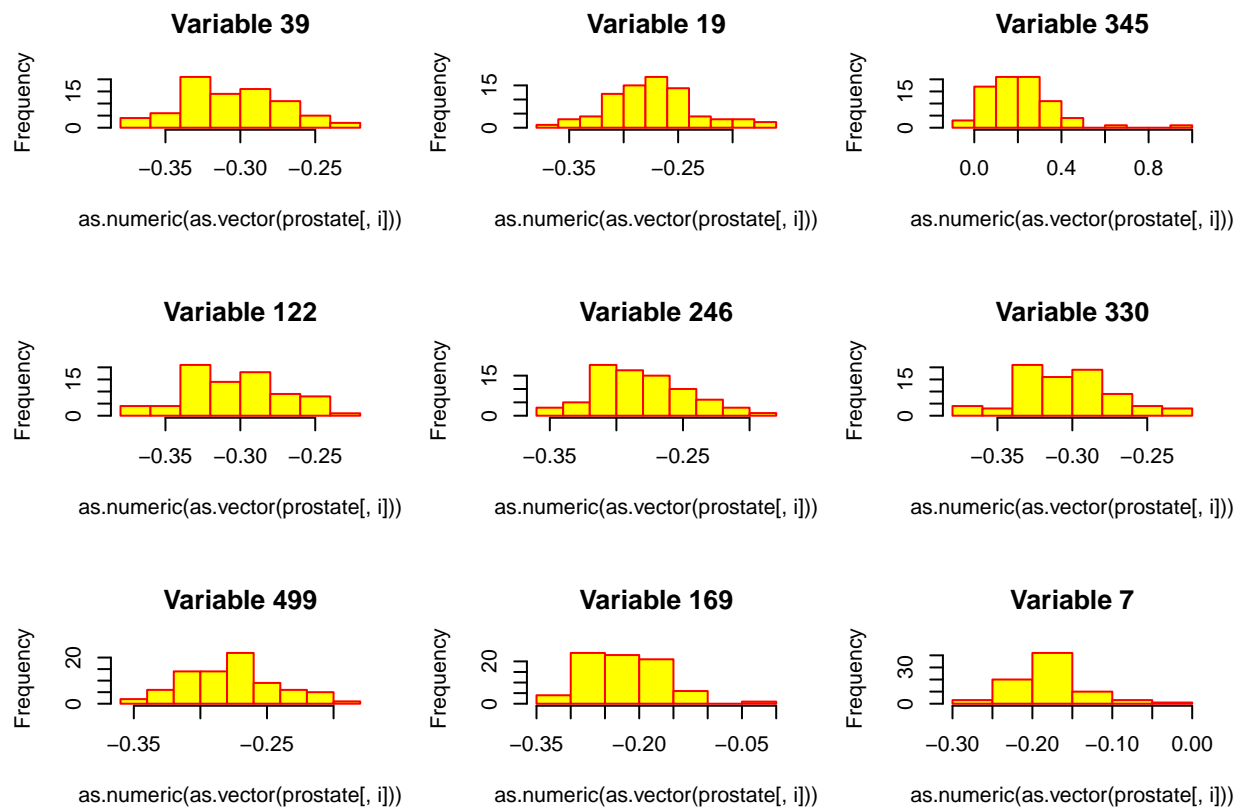 Variable 39
Frequency
0
15
−0.35
−0.30
−0.25
as.numeric(as.vector(prostate[, i]))
Variable 19
Frequency
0
15
−0.35
−0.25
as.numeric(as.vector(prostate[, i]))
Variable 345
Frequency
0
15
0.0
0.4
0.8
as.numeric(as.vector(prostate[, i]))
Variable 122
Frequency
0
15
−0.35
−0.30
−0.25
as.numeric(as.vector(prostate[, i]))
Variable 246
Frequency
0
15
−0.35
−0.25
as.numeric(as.vector(prostate[, i]))
Variable 330
Frequency
0
15
−0.35
−0.30
−0.25
as.numeric(as.vector(prostate[, i]))
Variable 499
Frequency
0
20
−0.35
−0.25
as.numeric(as.vector(prostate[, i]))
Variable 169
Frequency
0
20
−0.35
−0.20
−0.05
as.numeric(as.vector(prostate[, i]))
Variable 7
Frequency
0
30
−0.30
−0.20
−0.10
0.00
as.numeric(as.vector(prostate[, i]))